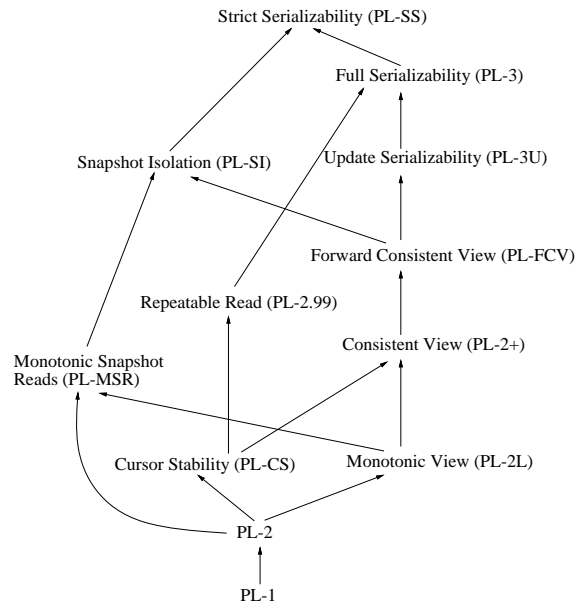 Strict Serializability (PL-SS)
Full Serializability (PL-3)
Snapshot Isolation (PL-SI)
Update Serializability (PL-3U)
Forward Consistent View (PL-FCV)
Repeatable Read (PL-2.99)
Consistent View (PL-2+)
Monotonic Snapshot
Reads (PL-MSR)
Cursor Stability (PL-CS)
Monotonic View (PL-2L)
PL-2
PL-1